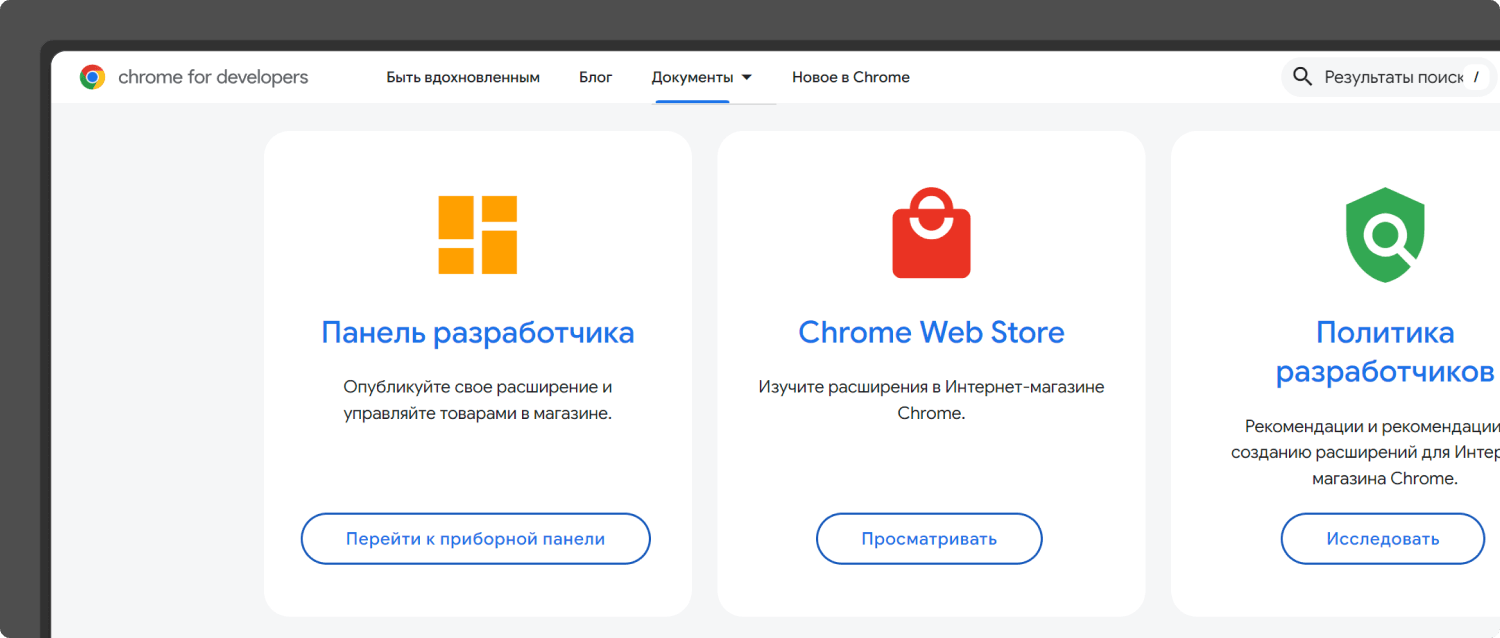 chrome for developers
Быть вдохновленным
Блог
Документы
Новое в Chrome
Результаты поиск /
Панель разработчика
Опубликуйте свое расширение и
управляйте товарами в магазине.
Перейти к приборной панели
Chrome Web Store
Изучите расширения в Интернет-магазине
Chrome.
Просматривать
Политика
разработчиков
Рекомендации и рекомендации
созданию расширений для Интер
магазина Chrome.
Исследовать